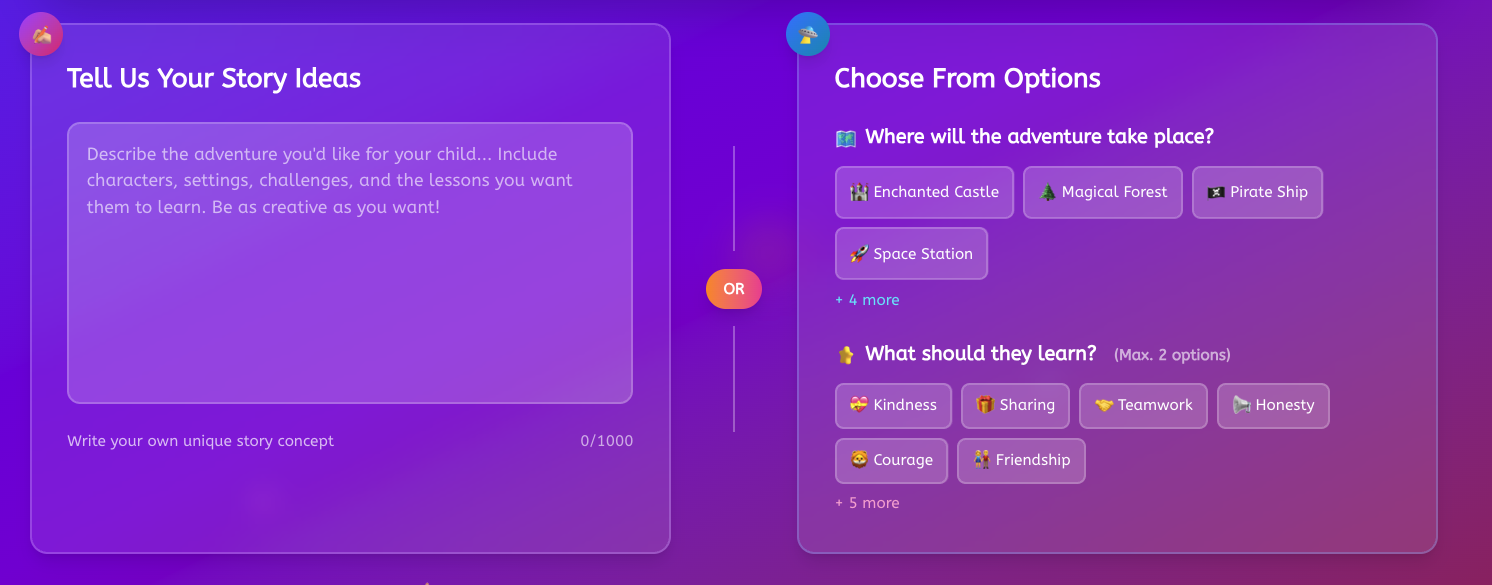 Tell Us Your Story Ideas
Describe the adventure you'd like for your child... Include
characters, settings, challenges, and the lessons you want
them to learn. Be as creative as you want!
Write your own unique story concept
0/1000
OR
Choose From Options
Where will the adventure take place?
Enchanted Castle
Magical Forest
Pirate Ship
Space Station
+ 4 more
What should they learn? (Max. 2 options)
Kindness
Sharing
Teamwork
Honesty
Courage
Friendship
+ 5 more